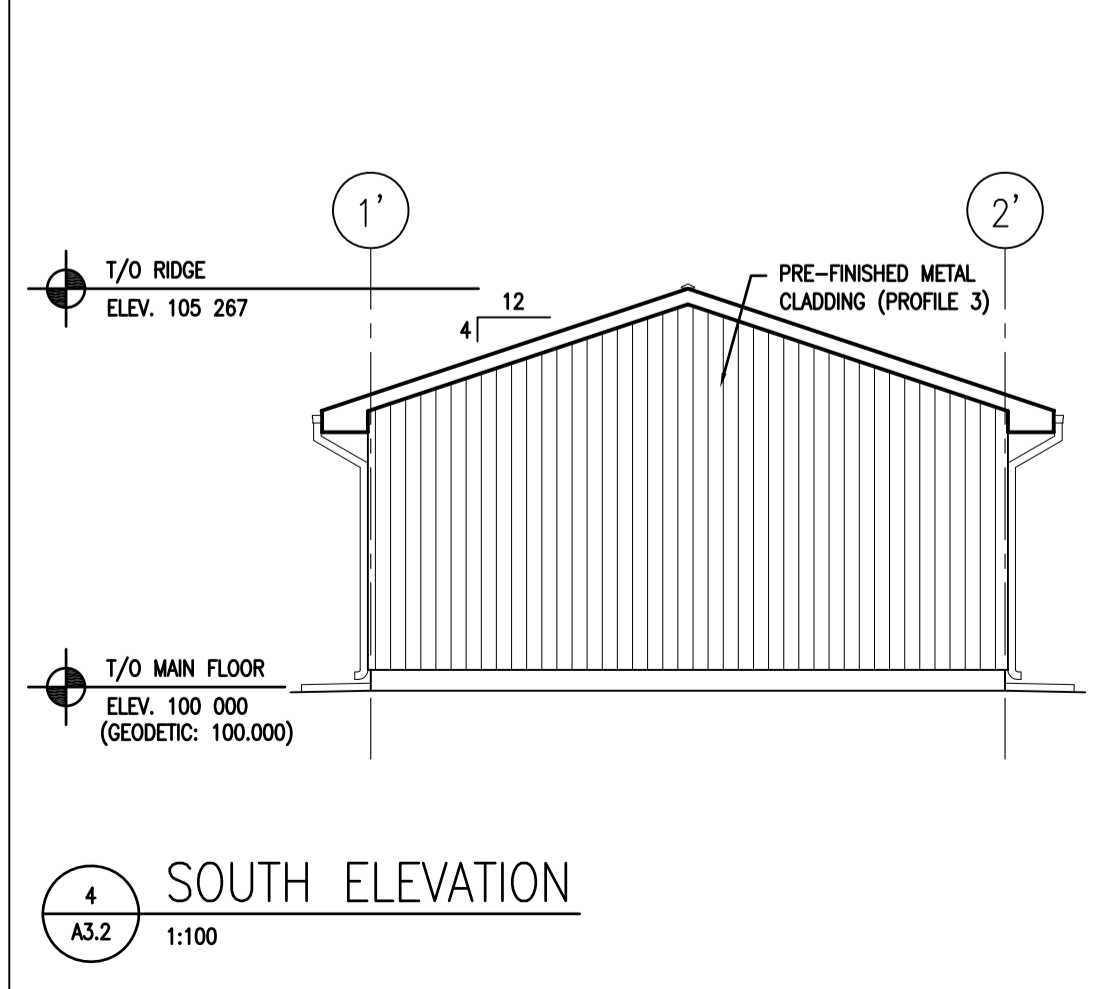 1’
2’
T/O RIDGE
ELEV. 105 267
12
4
PRE-FINISHED METAL
CLADDING (PROFILE 3)
T/O MAIN FLOOR
ELEV. 100 000
(GEODETIC: 100.000)
4
A3.2
SOUTH ELEVATION
1:100